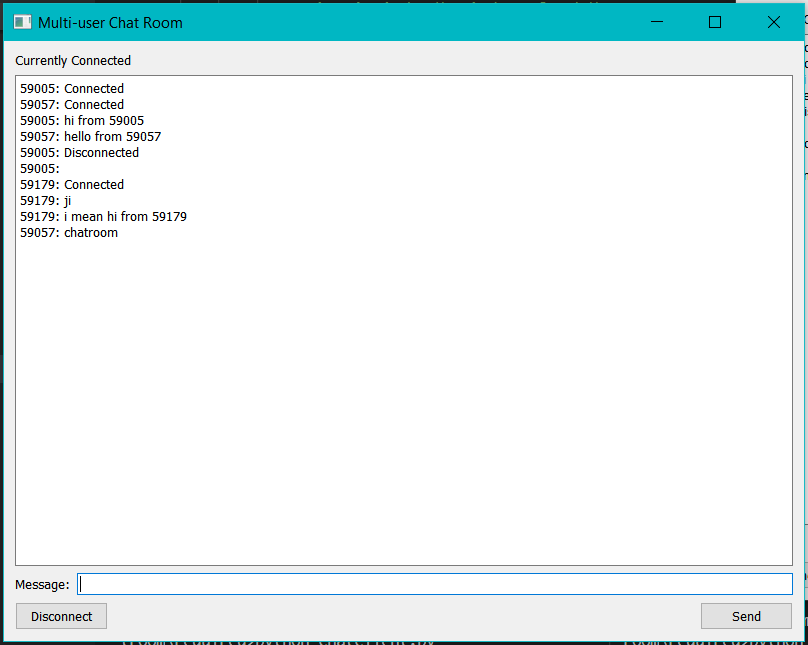 Multi-user Chat Room
Currently Connected
59005: Connected
59057: Connected
59005: hi from 59005
59057: hello from 59057
59005: Disconnected
59005:
59179: Connected
59179: ji
59179: i mean hi from 59179
59057: chatroom
Message:
Disconnect
Send